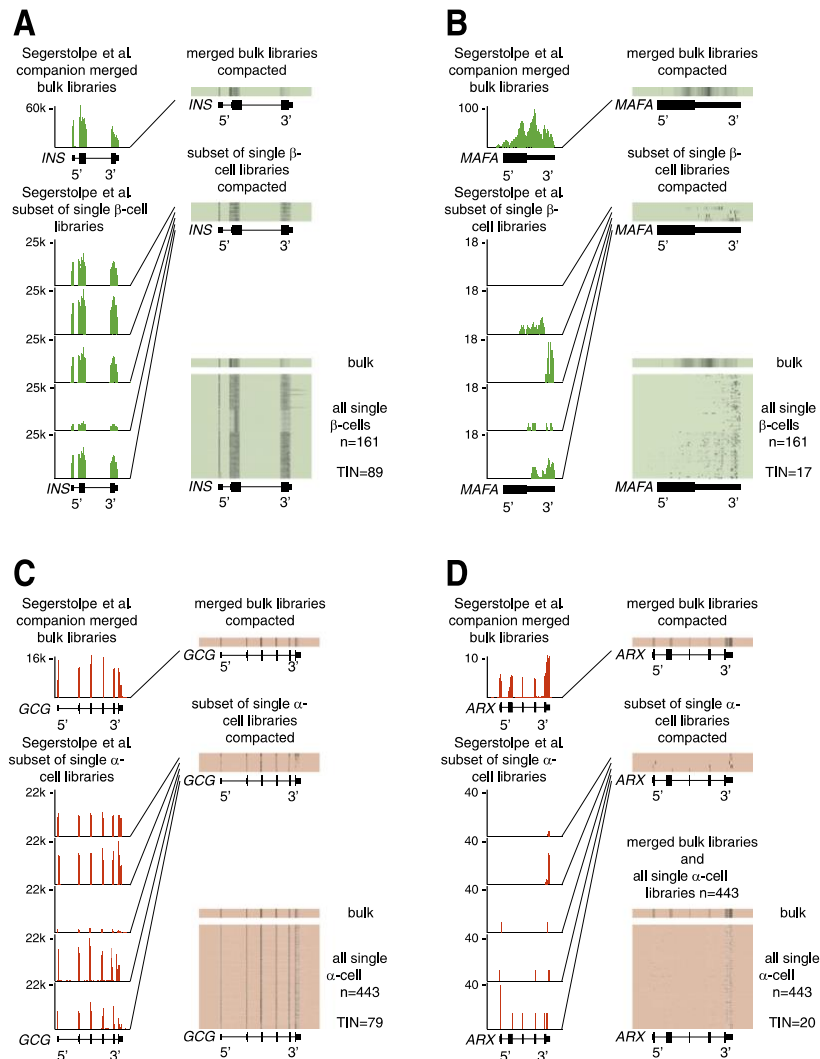 A
Segerstolpe et al.
companion merged
bulk libraries
60k
INS
5’ 3’
merged bulk libraries
compacted
INS
5’ 3’
Segerstolpe et al.
subset of single β-cell
libraries
25k
25k
25k
25k
25k
INS
5’ 3’
subset of single β-
cell libraries
compacted
INS
5’ 3’
bulk
all single
β-cells
n=161
TIN=89
INS
5’ 3’
B
Segerstolpe et al.
companion merged
bulk libraries
100
MAFA
5’ 3’
merged bulk libraries
compacted
MAFA
5’ 3’
Segerstolpe et al.
subset of single β-
cell libraries
18
18
18
18
18
MAFA
5’ 3’
subset of single β-
cell libraries
compacted
MAFA
5’ 3’
bulk
all single
β-cells
n=161
TIN=17
MAFA
5’ 3’
C
Segerstolpe et al.
companion merged
bulk libraries
16k
GCG
5’ 3’
merged bulk libraries
compacted
GCG
5’ 3’
Segerstolpe et al.
subset of single α-
cell libraries
22k
22k
22k
22k
22k
GCG
5’ 3’
subset of single α-
cell libraries
compacted
GCG
5’ 3’
bulk
all single
α-cell
n=443
TIN=79
GCG
5’ 3’
D
Segerstolpe et al.
companion merged
bulk libraries
10
ARX
5’ 3’
merged bulk libraries
compacted
ARX
5’ 3’
Segerstolpe et al.
subset of single α-
cell libraries
40
40
40
40
40
ARX
5’ 3’
subset of single α-
cell libraries
compacted
ARX
5’ 3’
merged bulk libraries
and
all single α-cell
libraries n=443
bulk
all single
α-cell
n=443
TIN=20
ARX
5’ 3’